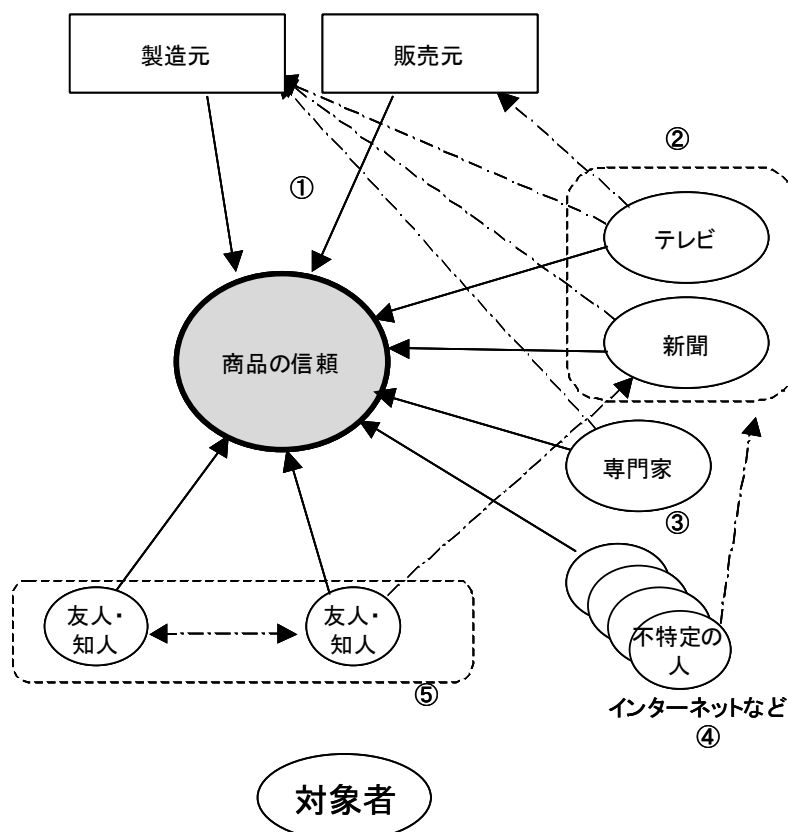 製造元
販売元
①
②
テレビ
新聞
商品の信頼
専門家
③
友人・
知人
友人・
知人
⑤
不特定の
人
インターネットなど
④
対象者